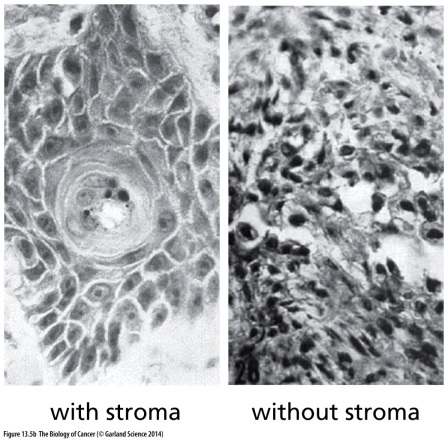 with stroma
without stroma
Figure 13.5b The Biology of Cancer (© Garland Science 2014)